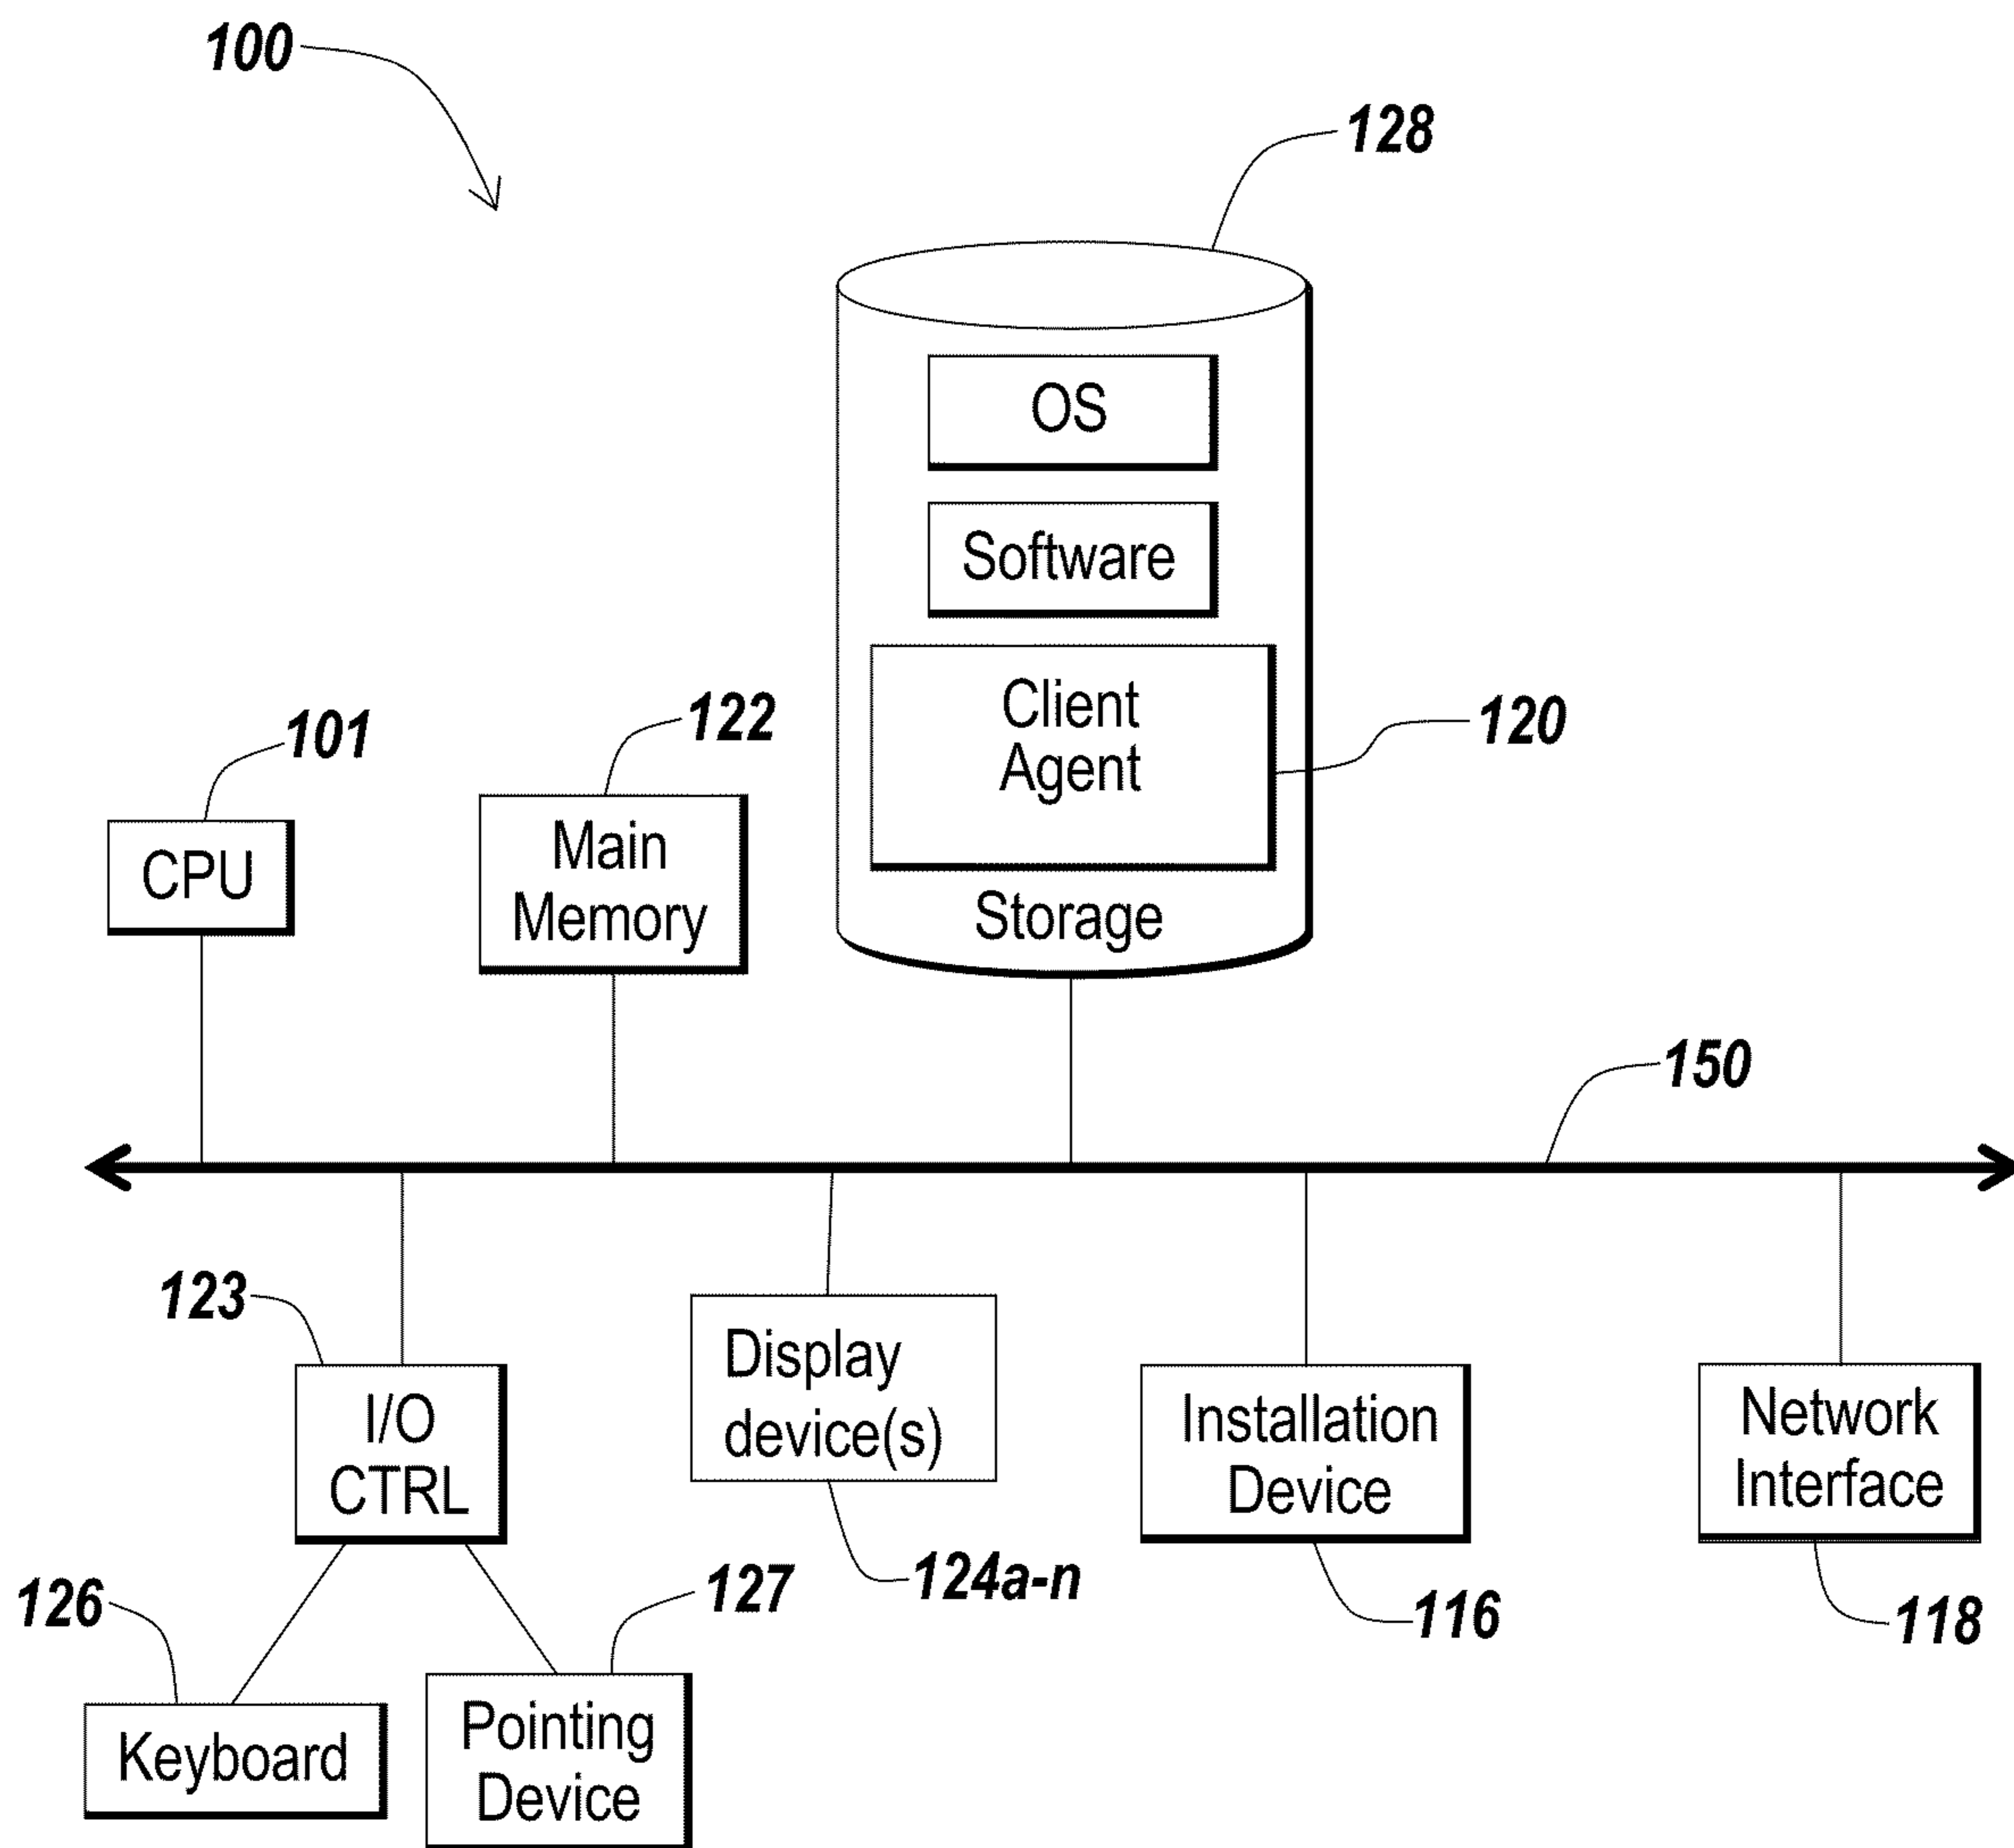 100
128
OS
Software
Client
Agent
120
Storage
101
CPU
122
Main
Memory
150
123
I/O
CTRL
Display
device(s)
124a-n
Installation
Device
116
Network
Interface
118
126
Keyboard
127
Pointing
Device